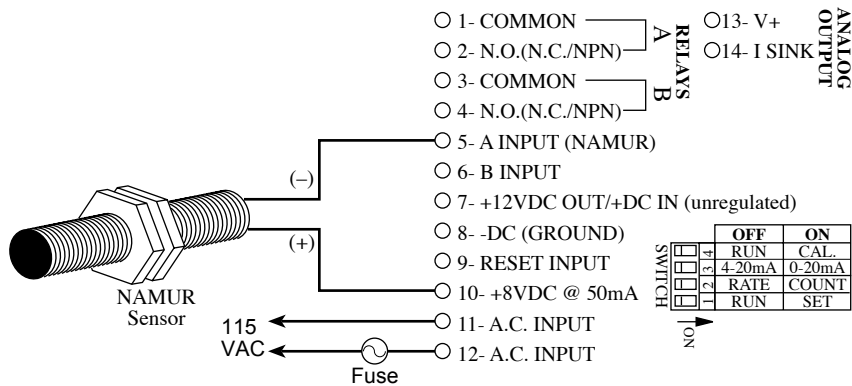 1- COMMON
2- N.O.(N.C./NPN)
A
3- COMMON
4- N.O.(N.C./NPN)
B
RELAYS
13- V+
14- I SINK
ANALOG
OUTPUT
5- A INPUT (NAMUR)
6- B INPUT
7- +12VDC OUT/+DC IN (unregulated)
8- -DC (GROUND)
9- RESET INPUT
10- +8VDC @ 50mA
11- A.C. INPUT
12- A.C. INPUT
(–)
(+)
NAMUR
Sensor
115
VAC
Fuse
SWITCH
OFF ON
4 RUN CAL.
3 4-20mA 0-20mA
2 RATE COUNT
1 RUN SET
ON